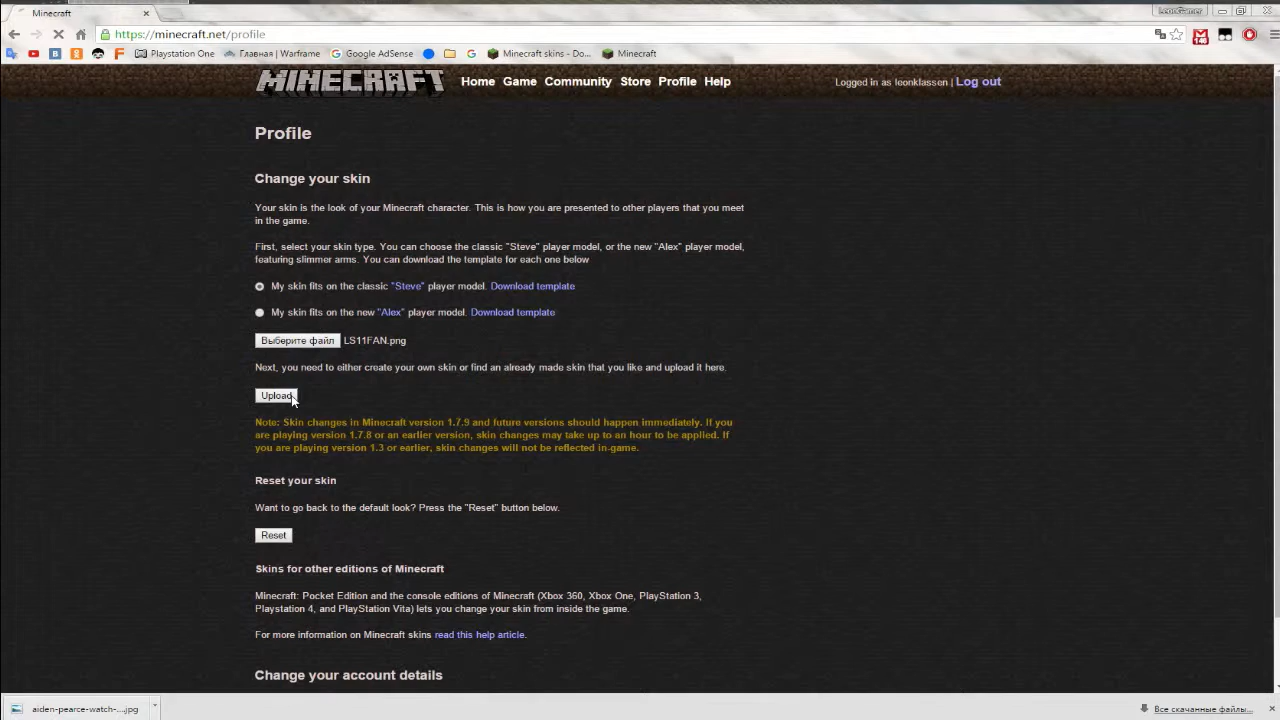 Minecraft
LeonGamer
https://minecraft.net/profile
Playstation One
Главная | Warframe
Google AdSense
Minecraft skins - Do...
Minecraft
MINECRAFT
Home Game Community Store Profile Help
Logged in as leonklassen | Log out
Profile
Change your skin
Your skin is the look of your Minecraft character. This is how you are presented to other players that you meet
in the game.
First, select your skin type. You can choose the classic "Steve" player model, or the new "Alex" player model,
featuring slimmer arms. You can download the template for each one below
My skin fits on the classic "Steve" player model. Download template
My skin fits on the new "Alex" player model. Download template
Выберите файл LS11FAN.png
Next, you need to either create your own skin or find an already made skin that you like and upload it here.
Upload
Note: Skin changes in Minecraft version 1.7.9 and future versions should happen immediately. If you
are playing version 1.7.8 or an earlier version, skin changes may take up to an hour to be applied. If
you are playing version 1.3 or earlier, skin changes will not be reflected in-game.
Reset your skin
Want to go back to the default look? Press the "Reset" button below.
Reset
Skins for other editions of Minecraft
Minecraft: Pocket Edition and the console editions of Minecraft (Xbox 360, Xbox One, PlayStation 3,
Playstation 4, and PlayStation Vita) lets you change your skin from inside the game.
For more information on Minecraft skins read this help article.
Change your account details
aiden-pearce-watch-....jpg
Все скачанные файлы...